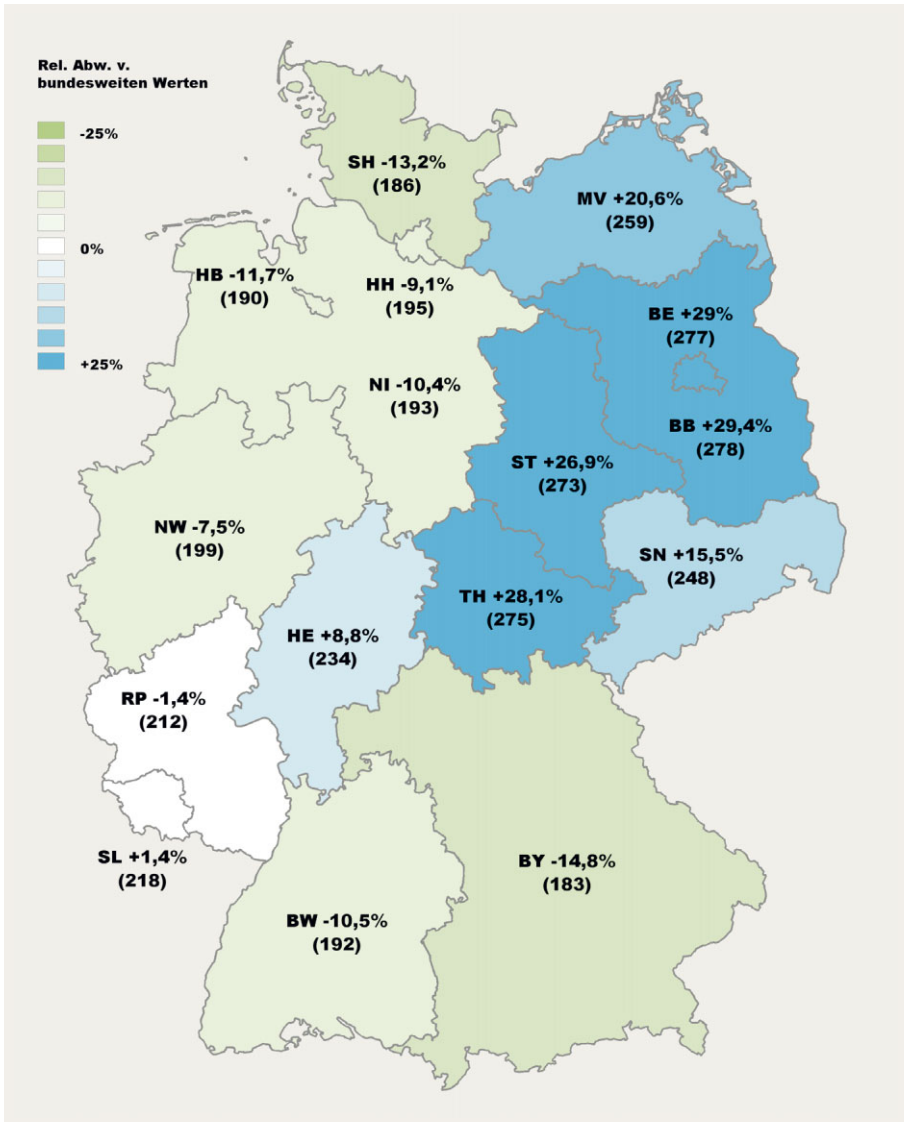 Rel. Abw. v.
bundesweiten Werten
-25%
0%
+25%
SH -13,2%
(186)
MV +20,6%
(259)
HB -11,7%
(190)
HH -9,1%
(195)
BE +29%
(277)
NI -10,4%
(193)
BB +29,4%
(278)
ST +26,9%
(273)
NW -7,5%
(199)
SN +15,5%
(248)
TH +28,1%
(275)
HE +8,8%
(234)
RP -1,4%
(212)
SL +1,4%
(218)
BY -14,8%
(183)
BW -10,5%
(192)